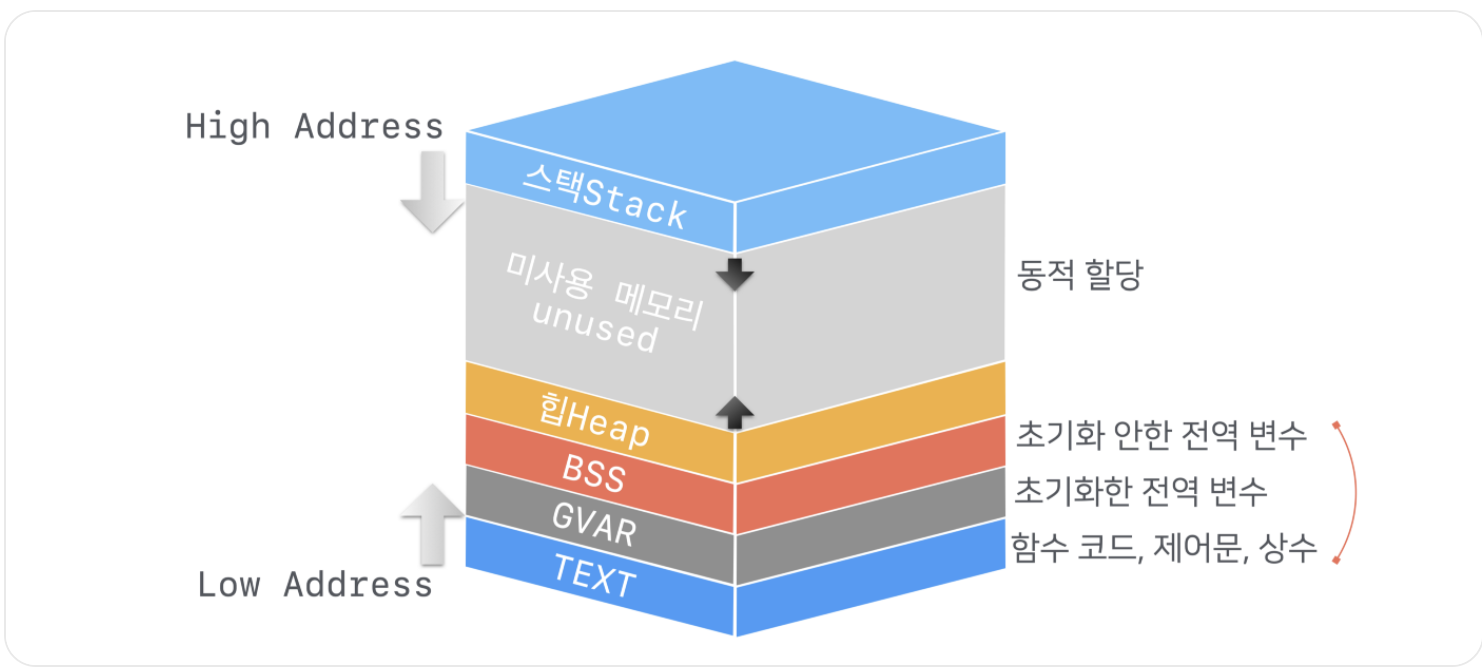 High Address
스택Stack
미사용 메모리
unused
동적 할당
힙Heap
초기화 안한 전역 변수
BSS
초기화한 전역 변수
GVAR
함수 코드, 제어문, 상수
TEXT
Low Address